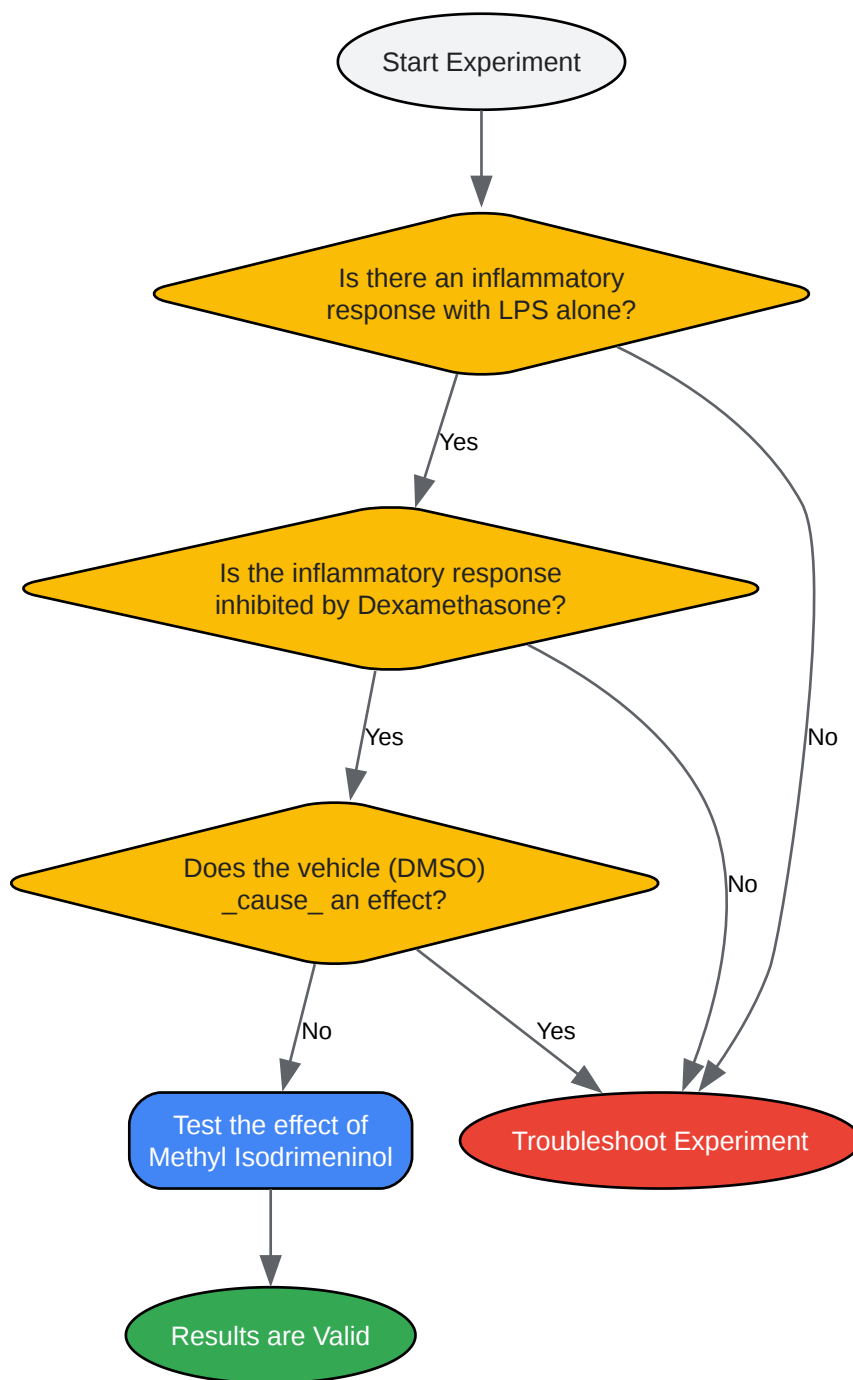 Start Experiment
Is there an inflammatory
response with LPS alone?
Yes
Is the inflammatory response
inhibited by Dexamethasone?
Yes
No
Does the vehicle (DMSO)
_cause_ an effect?
No
No
Yes
Test the effect of
Methyl Isodrimeninol
Troubleshoot Experiment
Results are Valid